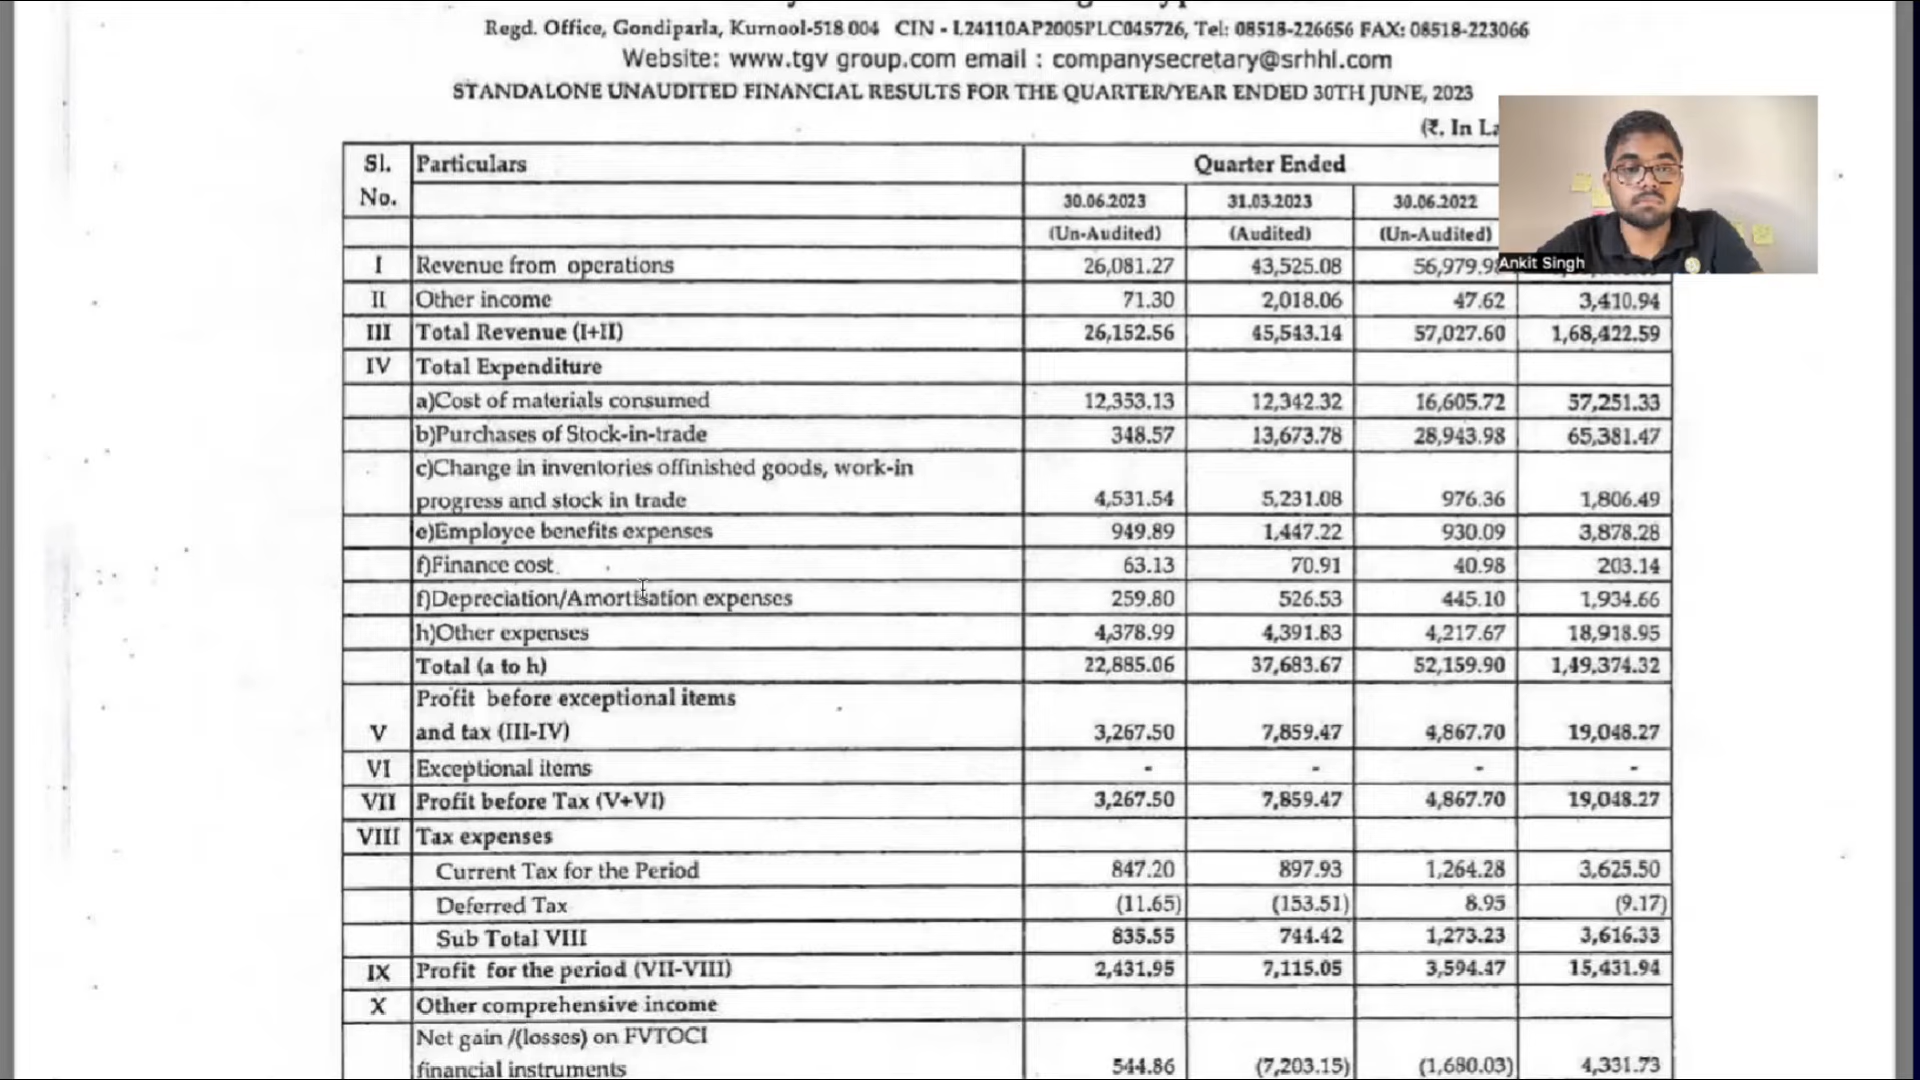 Regd. Office, Gondiparla, Kurnool-518 004 CIN - L24110AP2005PLC045726, Tel: 08518-226656 FAX: 08518-223066
Website: www.tgv group.com email : companysecretary@srhhl.com
STANDALONE UNAUDITED FINANCIAL RESULTS FOR THE QUARTER/YEAR ENDED 30TH JUNE, 2023
(₹. In La
Sl. Particulars Quarter Ended
No. 30.06.2023 31.03.2023 30.06.2022
(Un-Audited) (Audited) (Un-Audited)
Ankit Singh
I Revenue from operations 26,081.27 43,525.08 56,979.9
II Other income 71.30 2,018.06 47.62 3,410.94
III Total Revenue (I+II) 26,152.56 45,543.14 57,027.60 1,68,422.59
IV Total Expenditure
a)Cost of materials consumed 12,353.13 12,342.32 16,605.72 57,251.33
b)Purchases of Stock-in-trade 348.57 13,673.78 28,943.98 65,381.47
c)Change in inventories offinished goods, work-in
progress and stock in trade 4,531.54 5,231.08 976.36 1,806.49
e)Employee benefits expenses 949.89 1,447.22 930.09 3,878.28
f)Finance cost 63.13 70.91 40.98 203.14
f)Depreciation/Amortisation expenses 259.80 526.53 445.10 1,934.66
h)Other expenses 4,378.99 4,391.83 4,217.67 18,918.95
Total (a to h) 22,885.06 37,683.67 52,159.90 1,49,374.32
Profit before exceptional items
V and tax (III-IV) 3,267.50 7,859.47 4,867.70 19,048.27
VI Exceptional items - - - -
VII Profit before Tax (V+VI) 3,267.50 7,859.47 4,867.70 19,048.27
VIII Tax expenses
Current Tax for the Period 847.20 897.93 1,264.28 3,625.50
Deferred Tax (11.65) (153.51) 8.95 (9.17)
Sub Total VIII 835.55 744.42 1,273.23 3,616.33
IX Profit for the period (VII-VIII) 2,431.95 7,115.05 3,594.47 15,431.94
X Other comprehensive income
Net gain /(losses) on FVTOCI
financial instruments 544.86 (7,203.15) (1,680.03) 4,331.73